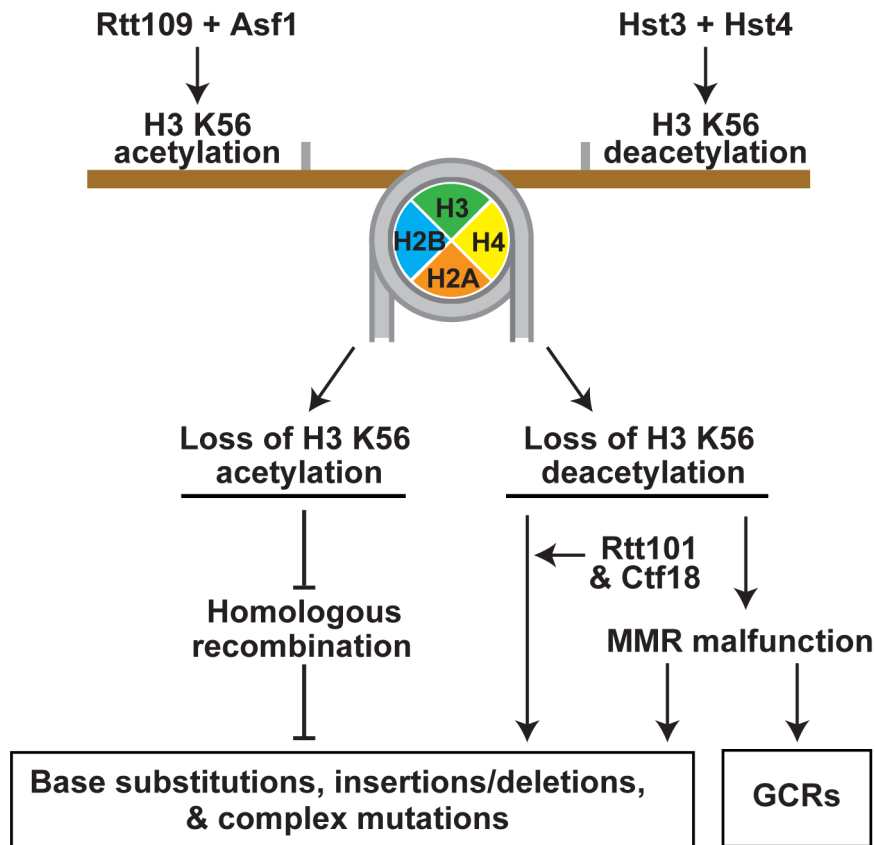 Rtt109 + Asf1
Hst3 + Hst4
H3 K56
acetylation
H3 K56
deacetylation
H3
H2B
H4
H2A
Loss of H3 K56
acetylation
Loss of H3 K56
deacetylation
Rtt101
& Ctf18
Homologous
recombination
MMR malfunction
Base substitutions, insertions/deletions,
& complex mutations
GCRs